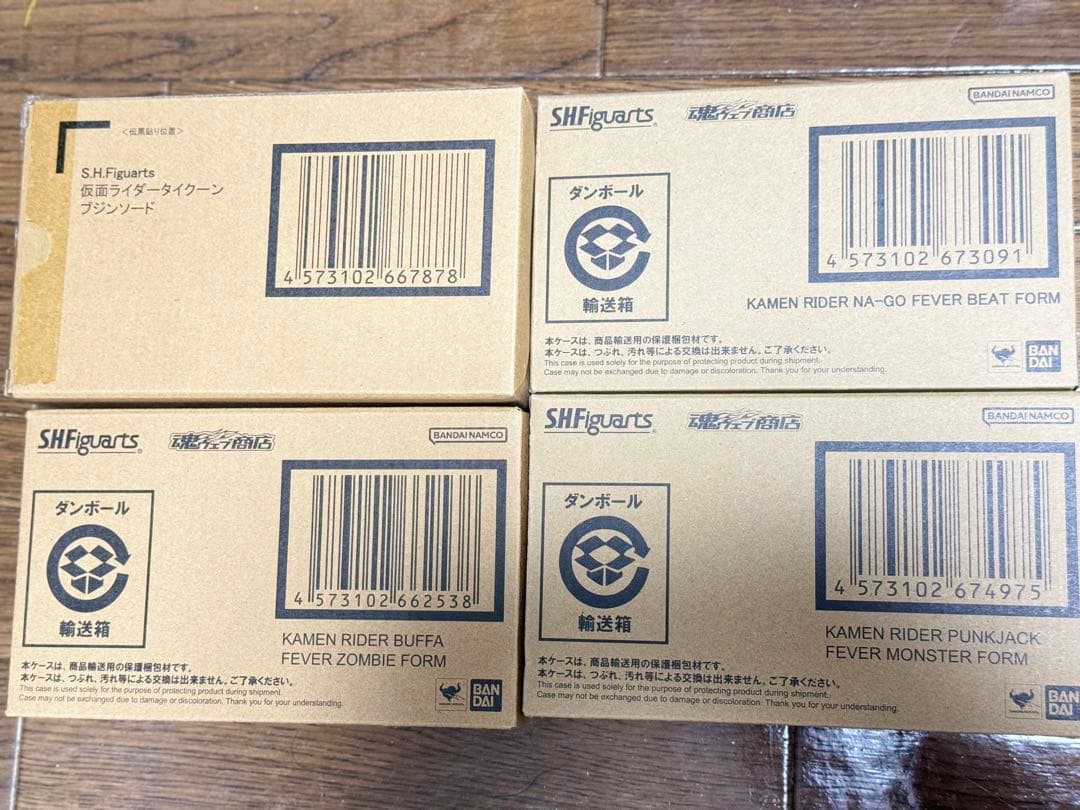 <伝票貼り位置>
S.H.Figuarts
仮面ライダータイクーン
ブジンソード
4 573102 667878
S.H.Figuarts
魂ウェブ商店
BANDAI NAMCO
ダンボール
輸送箱
4 573102 673091
KAMEN RIDER NA-GO FEVER BEAT FORM
本ケースは、商品輸送用の保護梱包材です。
本ケースは、つぶれ、汚れ等による交換は出来ません。ご了承ください。
This case is used solely for the purpose of protecting product during shipment.
Case may not be exchanged due to damage or discoloration. Thank you for your understanding.
BAN
DAI
S.H.Figuarts
魂ウェブ商店
BANDAI NAMCO
ダンボール
輸送箱
4 573102 662538
KAMEN RIDER BUFFA
FEVER ZOMBIE FORM
本ケースは、商品輸送用の保護梱包材です。
本ケースは、つぶれ、汚れ等による交換は出来ません。ご了承ください。
This case is used solely for the purpose of protecting product during shipment.
Case may not be exchanged due to damage or discoloration. Thank you for your understanding.
BAN
DAI
S.H.Figuarts
魂ウェブ商店
BANDAI NAMCO
ダンボール
輸送箱
4 573102 674975
KAMEN RIDER PUNKJACK
FEVER MONSTER FORM
本ケースは、商品輸送用の保護梱包材です。
本ケースは、つぶれ、汚れ等による交換は出来ません。ご了承ください。
This case is used solely for the purpose of protecting product during shipment.
Case may not be exchanged due to damage or discoloration. Thank you for your understanding.
BAN
DAI